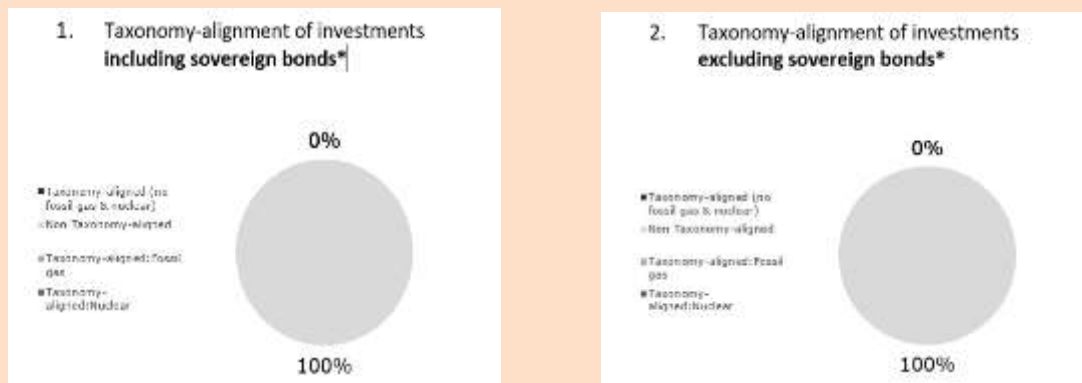 1. Taxonomy-alignment of investments
including sovereign bonds*
0%
Taxonomy-aligned (no
fossil gas & nuclear)
Non Taxonomy-aligned
Taxonomy-aligned:Fossil
gas
Taxonomy-
aligned:Nuclear
100%
2. Taxonomy-alignment of investments
excluding sovereign bonds*
0%
Taxonomy-aligned (no
fossil gas & nuclear)
Non Taxonomy-aligned
Taxonomy-aligned:Fossil
gas
Taxonomy-
aligned:Nuclear
100%